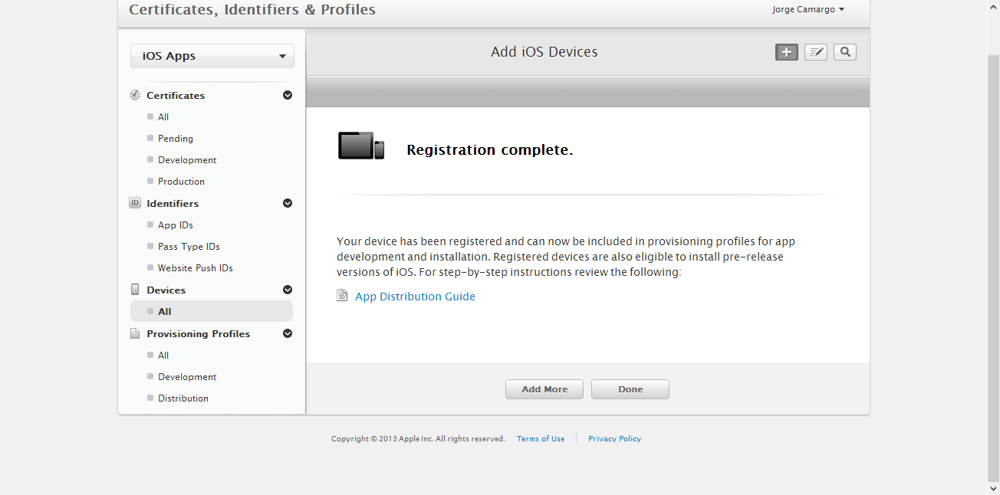 Certificates, Identifiers & Profiles
Jorge Camargo
iOS Apps
Add iOS Devices
Certificates
All
Pending
Development
Production
ID Identifiers
App IDs
Pass Type IDs
Website Push IDs
Devices
All
Provisioning Profiles
All
Development
Distribution
Registration complete.
Your device has been registered and can now be included in provisioning profiles for app
development and installation. Registered devices are also eligible to install pre-release
versions of iOS. For step-by-step instructions review the following:
App Distribution Guide
Add More
Done
Copyright © 2013 Apple Inc. All rights reserved. Terms of Use Privacy Policy